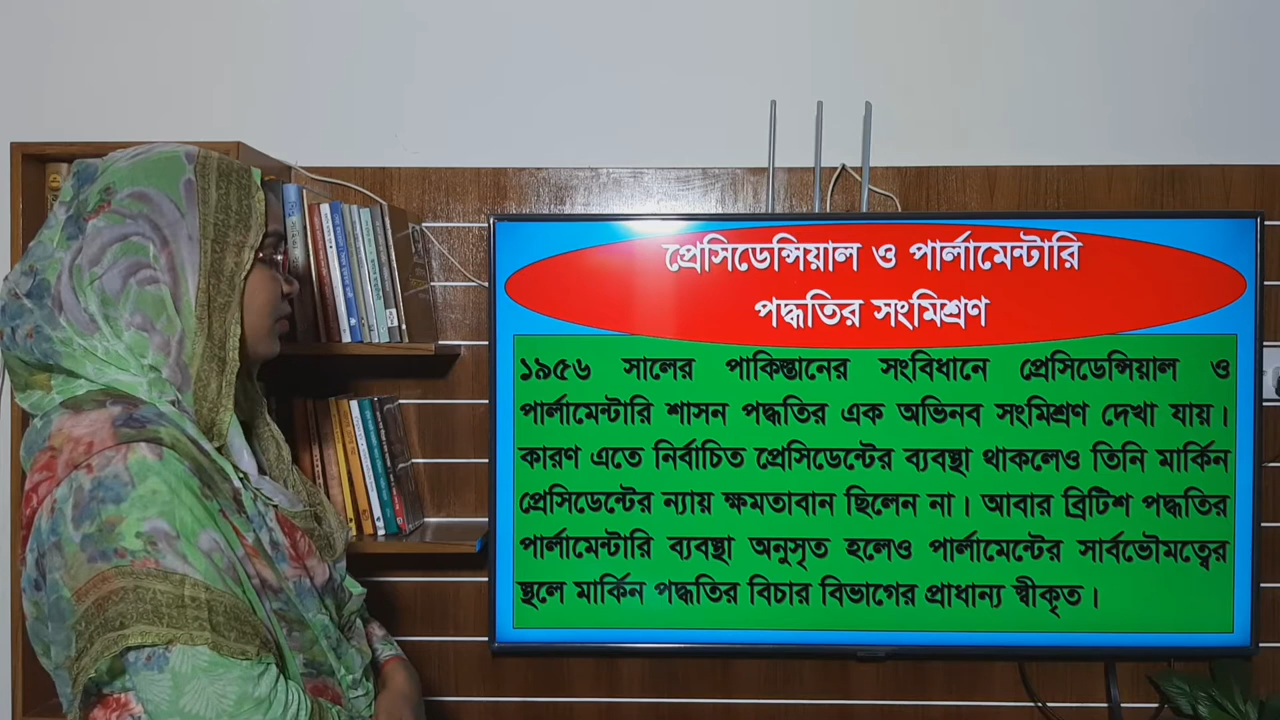 প্রেসিডেন্সিয়াল ও পার্লামেন্টারি
পদ্ধতির সংমিশ্রণ
১৯৫৬ সালের পাকিস্তানের সংবিধানে প্রেসিডেন্সিয়াল ও
পার্লামেন্টারি শাসন পদ্ধতির এক অভিনব সংমিশ্রণ দেখা যায়।
কারণ এতে নির্বাচিত প্রেসিডেন্টের ব্যবস্থা থাকলেও তিনি মার্কিন
প্রেসিডেন্টের ন্যায় ক্ষমতাবান ছিলেন না। আবার ব্রিটিশ পদ্ধতির
পার্লামেন্টারি ব্যবস্থা অনুসৃত হলেও পার্লামেন্টের সার্বভৌমত্বের
স্থলে মার্কিন পদ্ধতির বিচার বিভাগের প্রাধান্য স্বীকৃত।